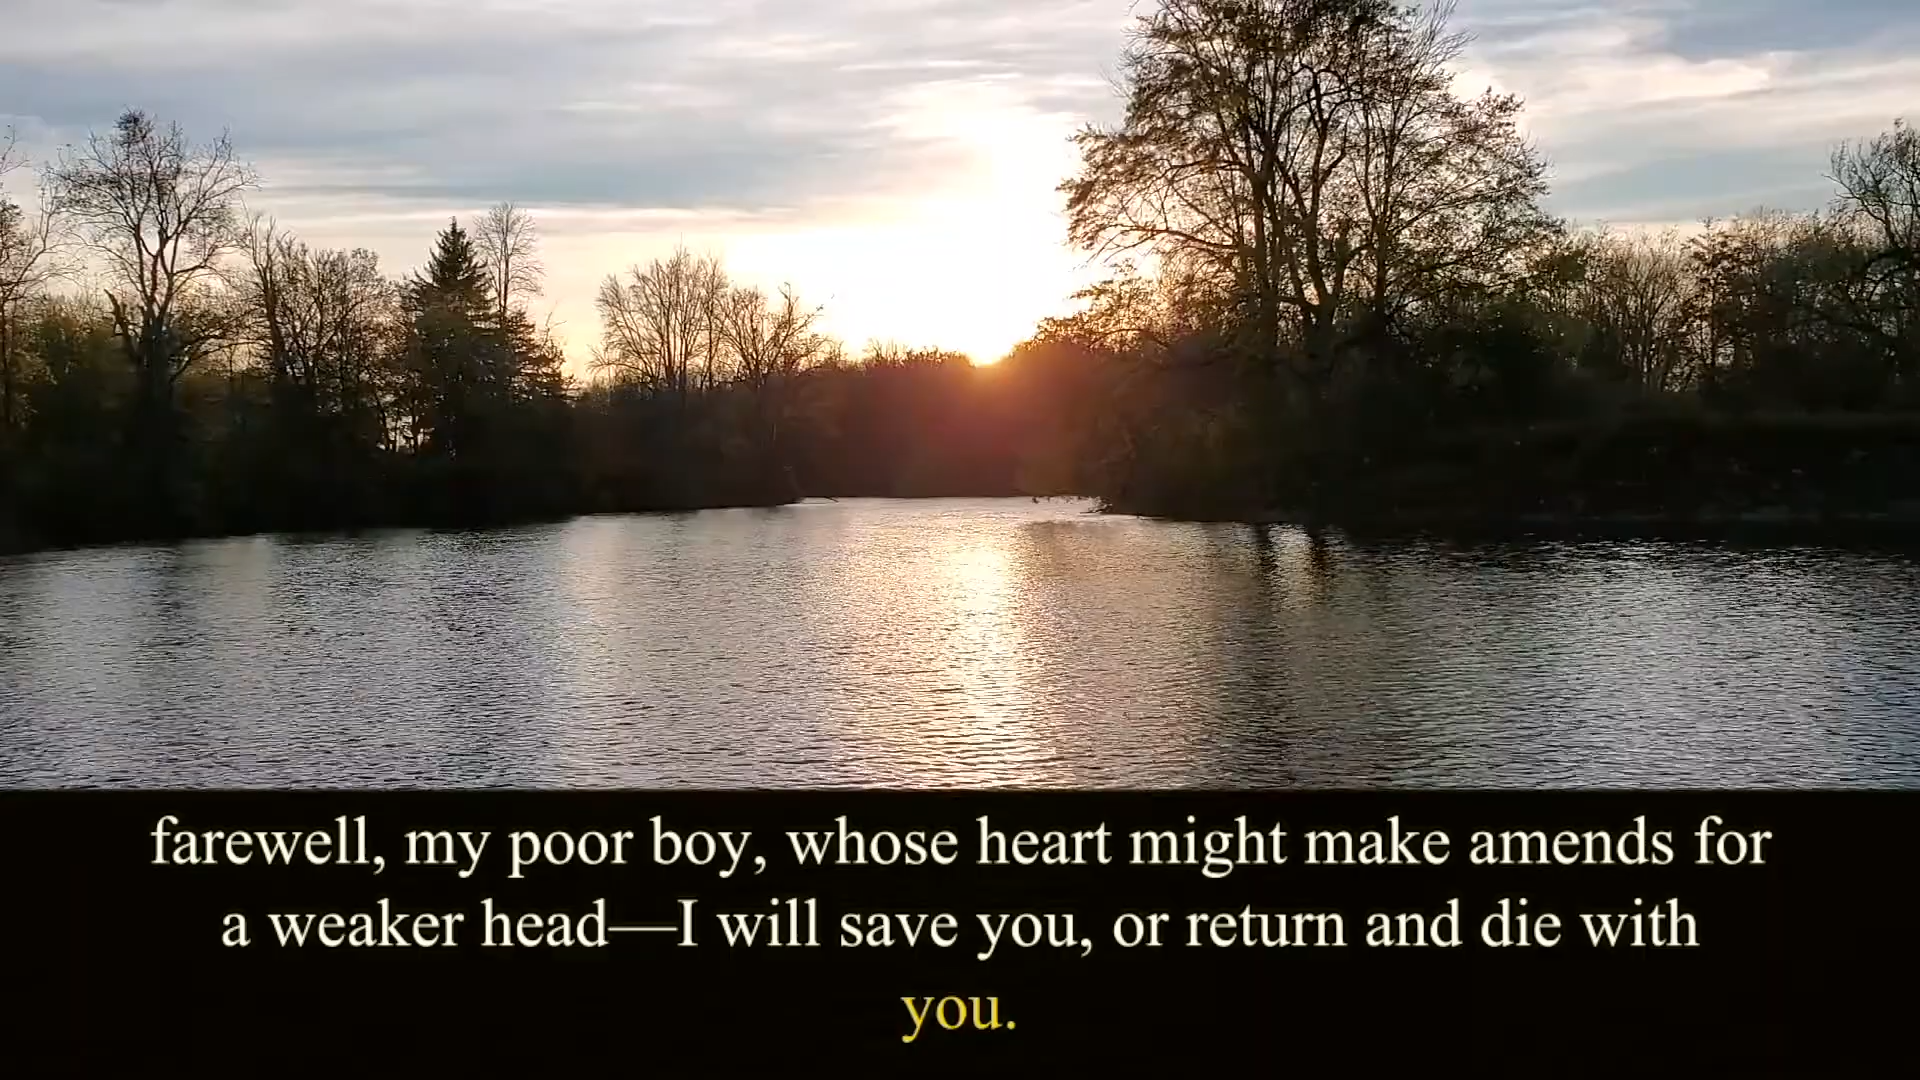 farewell, my poor boy, whose heart might make amends for
a weaker head—I will save you, or return and die with
you.